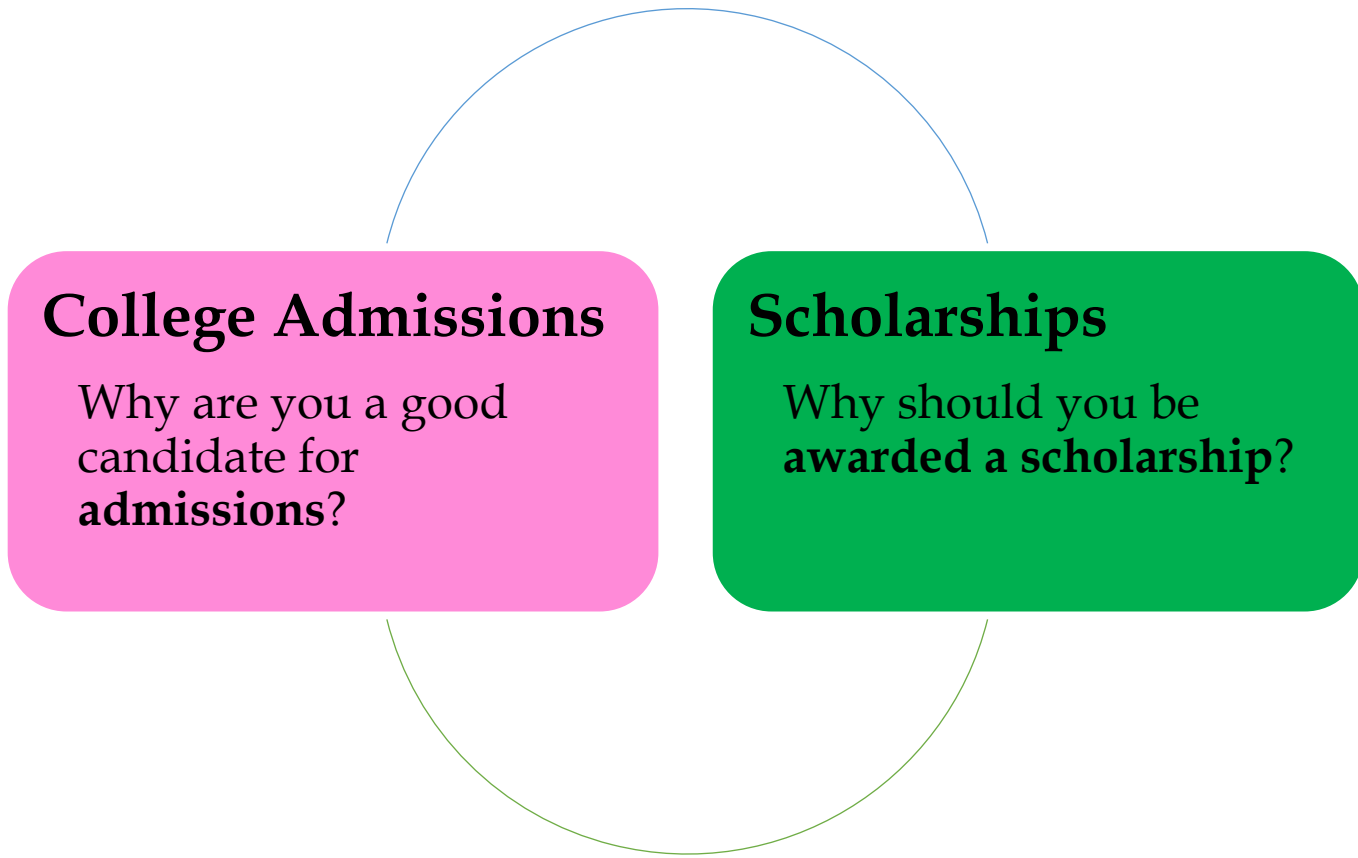 College Admissions
Why are you a good
candidate for
admissions?
Scholarships
Why should you be
awarded a scholarship?